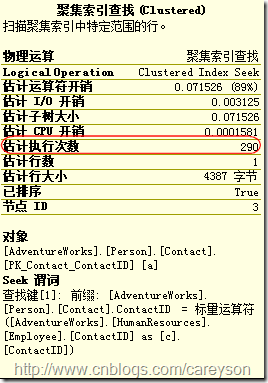 聚集索引查找 (Clustered)
扫描聚集索引中特定范围的行。
物理运算 聚集索引查找
Logical Operation Clustered Index Seek
估计运算符开销 0.071526 (89%)
估计 I/O 开销 0.003125
估计子树大小 0.071526
估计 CPU 开销 0.0001581
估计执行次数 290
估计行数 1
估计行大小 4387 字节
已排序 True
节点 ID 3
对象
[AdventureWorks].[Person].[Contact].
[PK_Contact_ContactID] [a]
Seek 谓词
查找键[1]: 前缀: [AdventureWorks].
[Person].[Contact].ContactID = 标量运算符
([AdventureWorks].[HumanResources].
[Employee].[ContactID] as [c].
[ContactID])
http://www.cnblogs.com/careyson